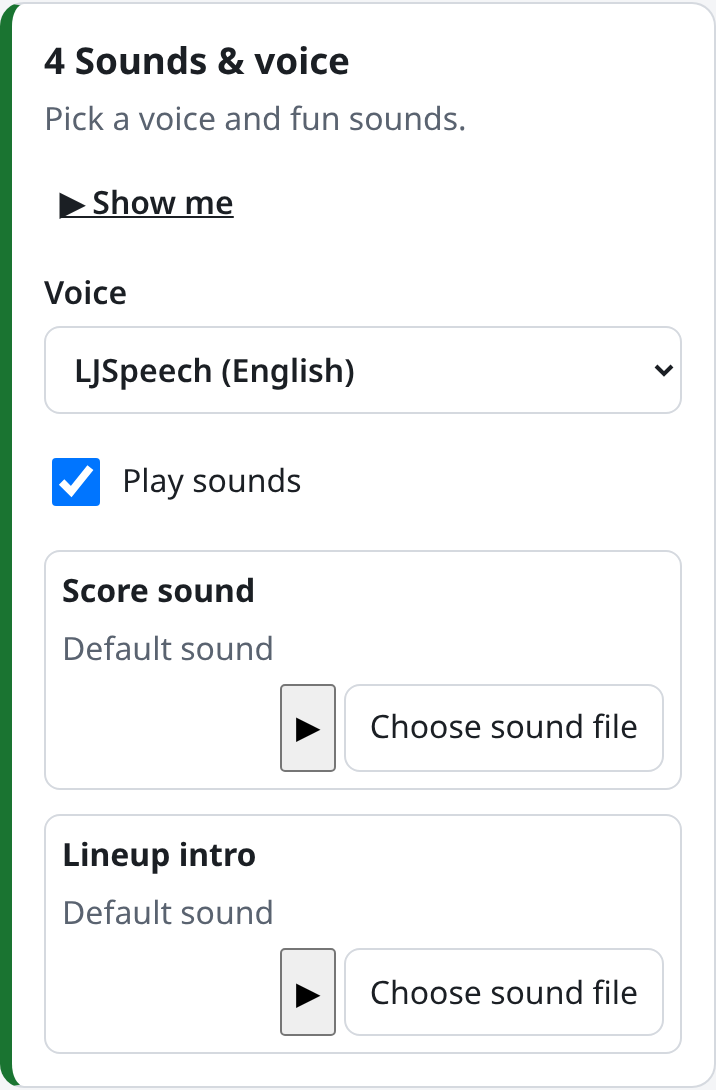 4 Sounds & voice
Pick a voice and fun sounds.
▶ Show me
Voice
LJSpeech (English)
Play sounds
Score sound
Default sound
▶ Choose sound file
Lineup intro
Default sound
▶ Choose sound file